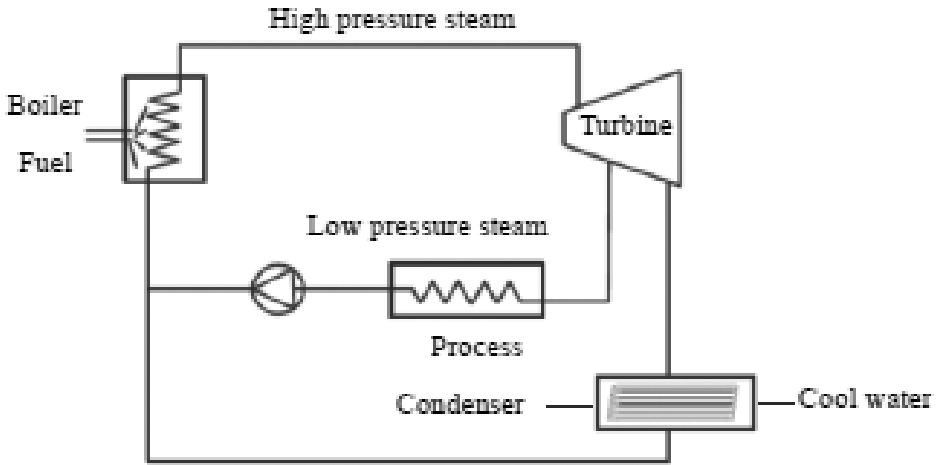 High pressure steam
Boiler
Fuel
Turbine
Low pressure steam
Process
Condenser
Cool water